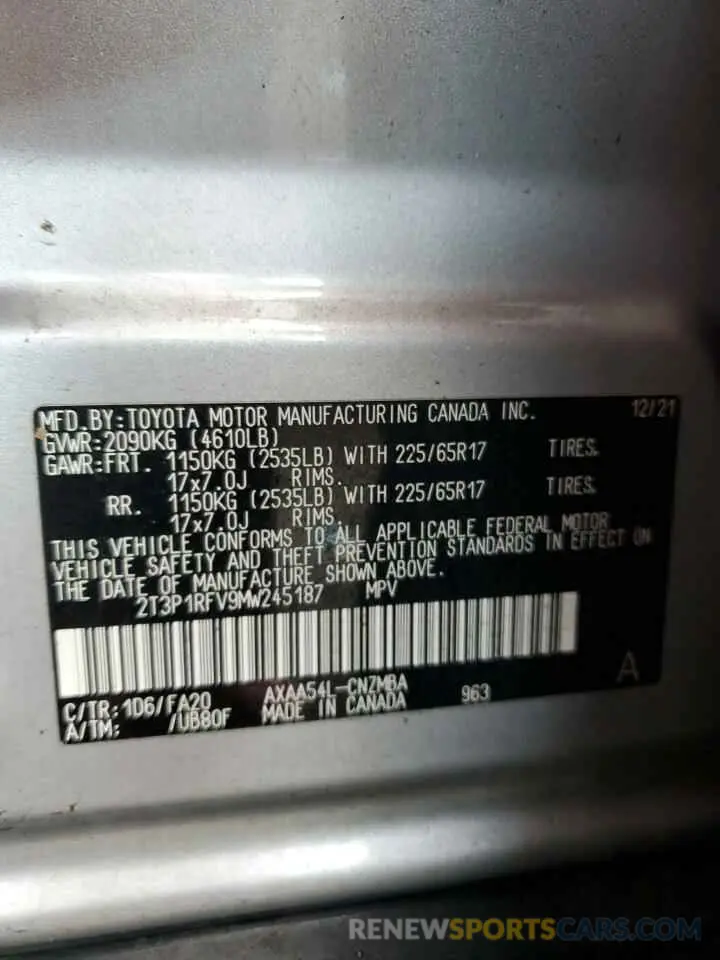 MFD.BY:TOYOTA MOTOR MANUFACTURING CANADA INC. 12/21
GVWR:2090KG (4610LB)
GAWR:FRT. 1150KG (2535LB) WITH 225/65R17 TIRES.
17x7.0J RIMS.
RR. 1150KG (2535LB) WITH 225/65R17 TIRES.
17x7.0J RIMS.
THIS VEHICLE CONFORMS TO ALL APPLICABLE FEDERAL MOTOR
VEHICLE SAFETY AND THEFT PREVENTION STANDARDS IN EFFECT ON
THE DATE OF MANUFACTURE SHOWN ABOVE.
2T3P1RFV9MW245187 MPV
A
C/TR:1D6/FA20 AXAA54L-CNZMBA 963
A/TM: /UB80F MADE IN CANADA
RENEWSPORTSCARS.COM